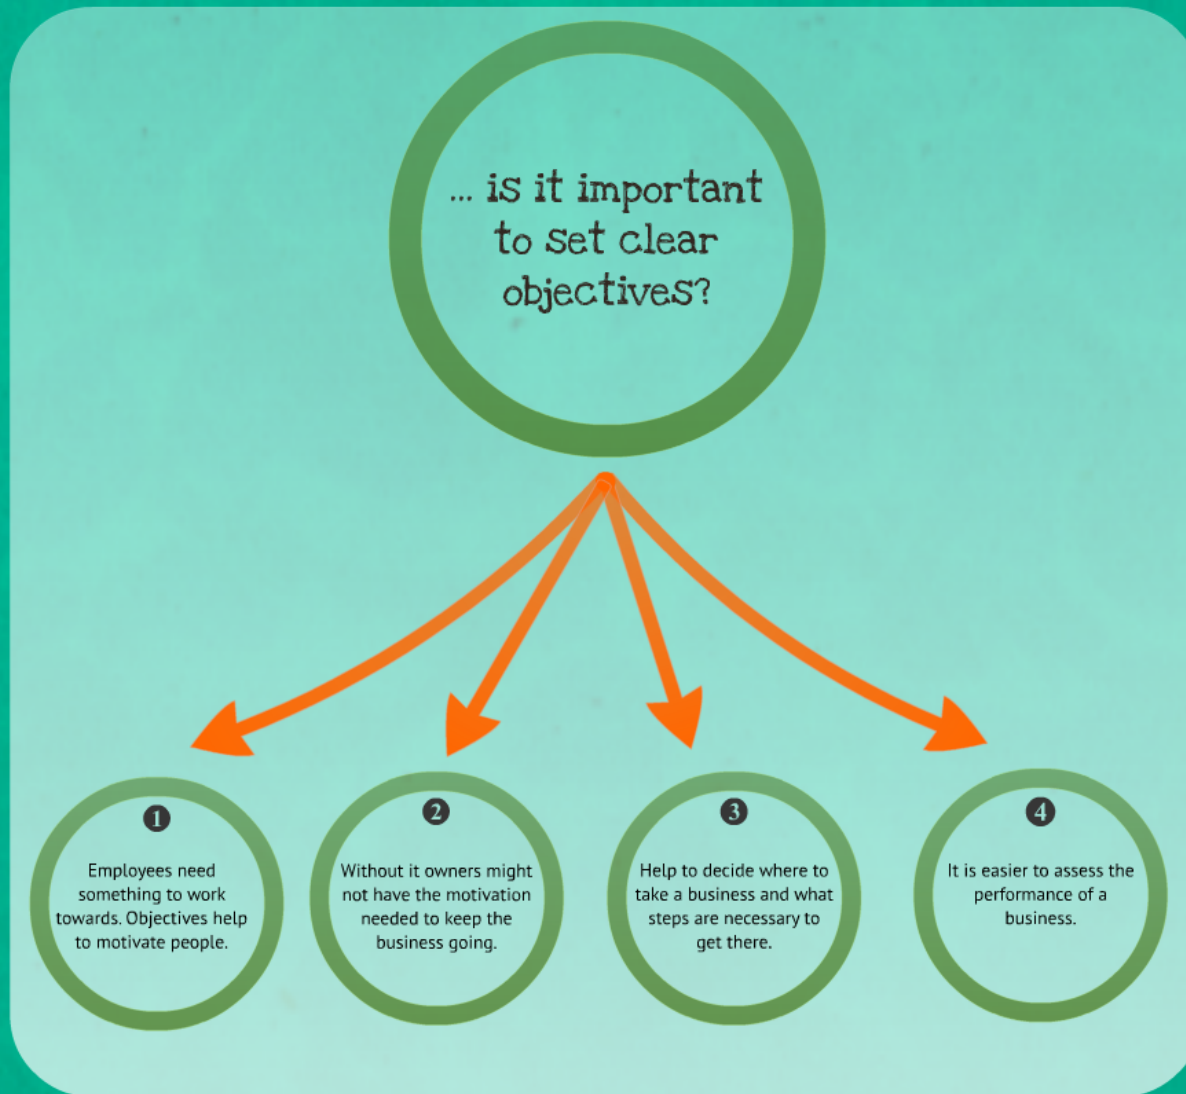 ... is it important
to set clear
objectives?
1
Employees need
something to work
towards. Objectives help
to motivate people.
2
Without it owners might
not have the motivation
needed to keep the
business going.
3
Help to decide where to
take a business and what
steps are necessary to
get there.
4
It is easier to assess the
performance of a
business.